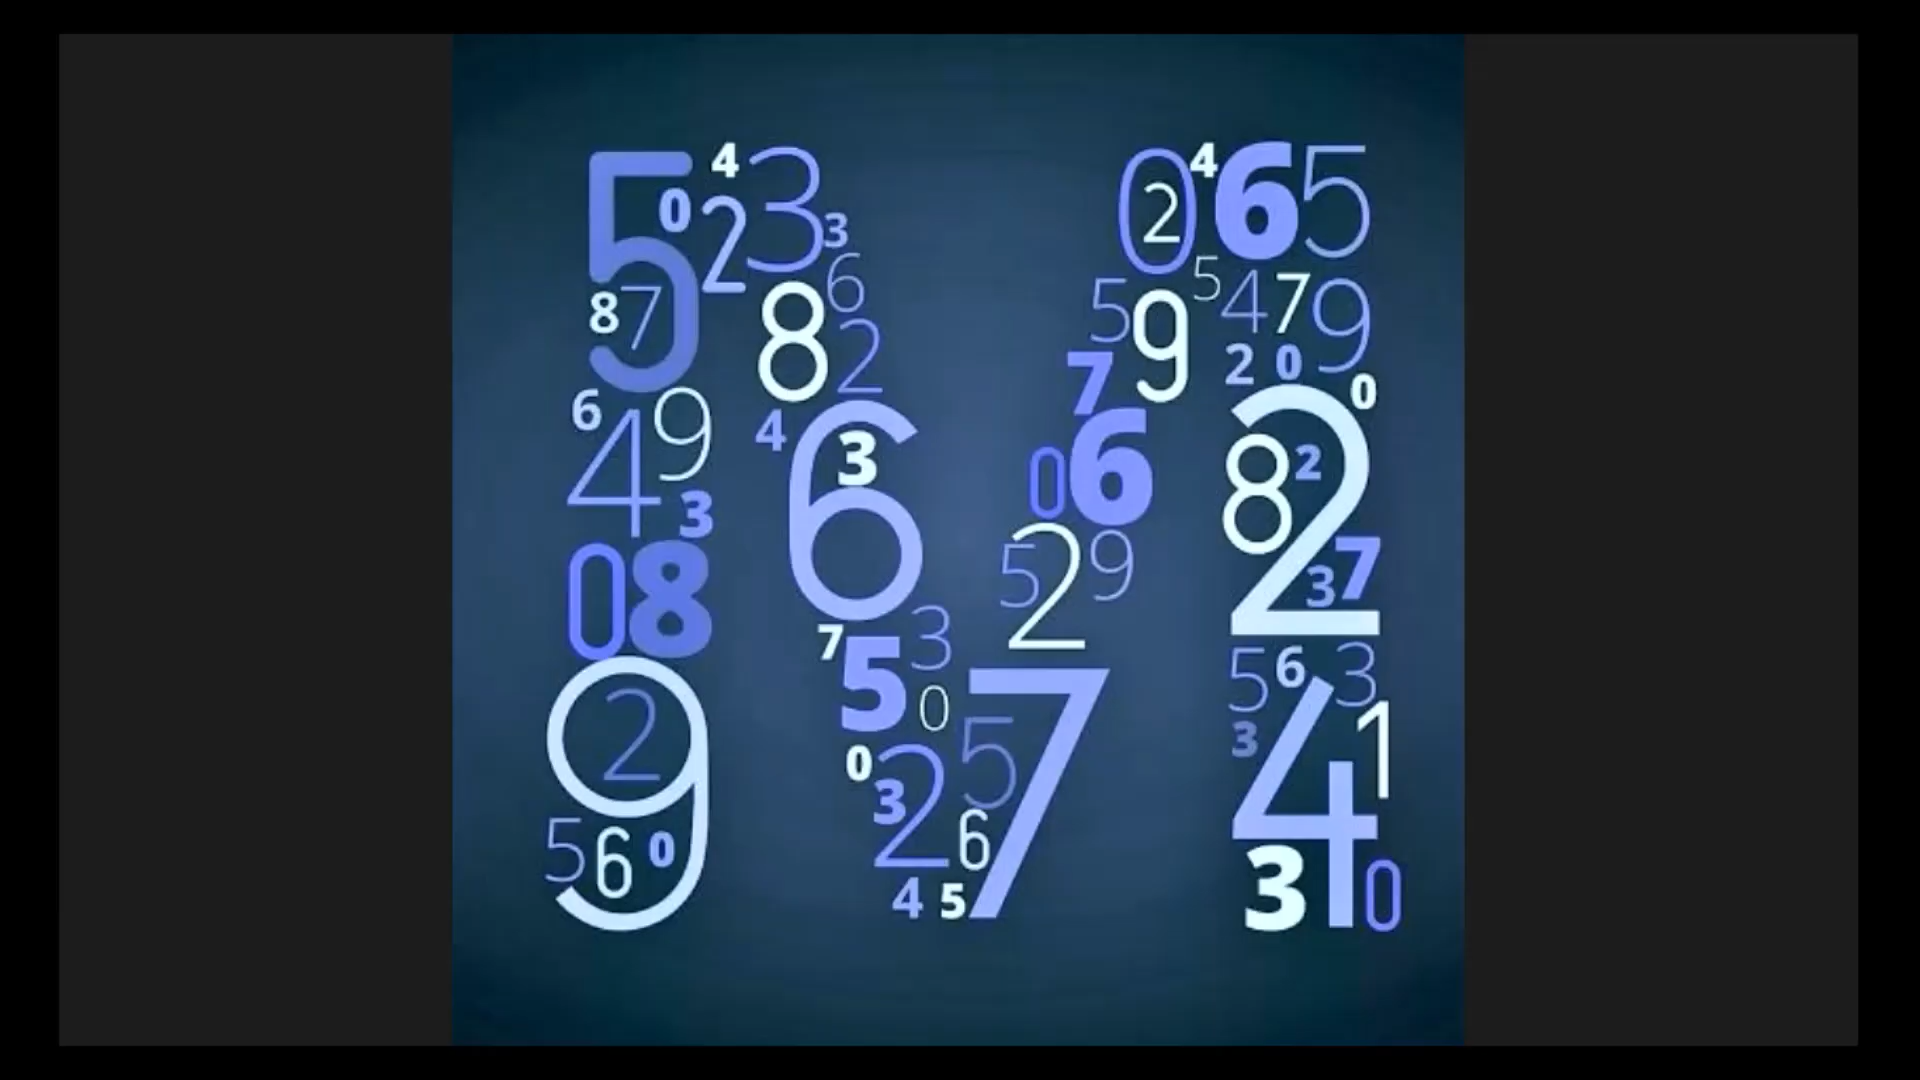 5 4 3 0 4 6 5
0 2 3 2
8 7 8 6 5 9 5 4 7 9
2 7 2 0 0
6 4 9 4 6 3 0 6 8 2 2
3 5 2 9 3 7
0 8 7 5 3 5 6 3
9 2 0 5 7 3 4 1
0 3 2 6
5 6 0 4 5 3 0